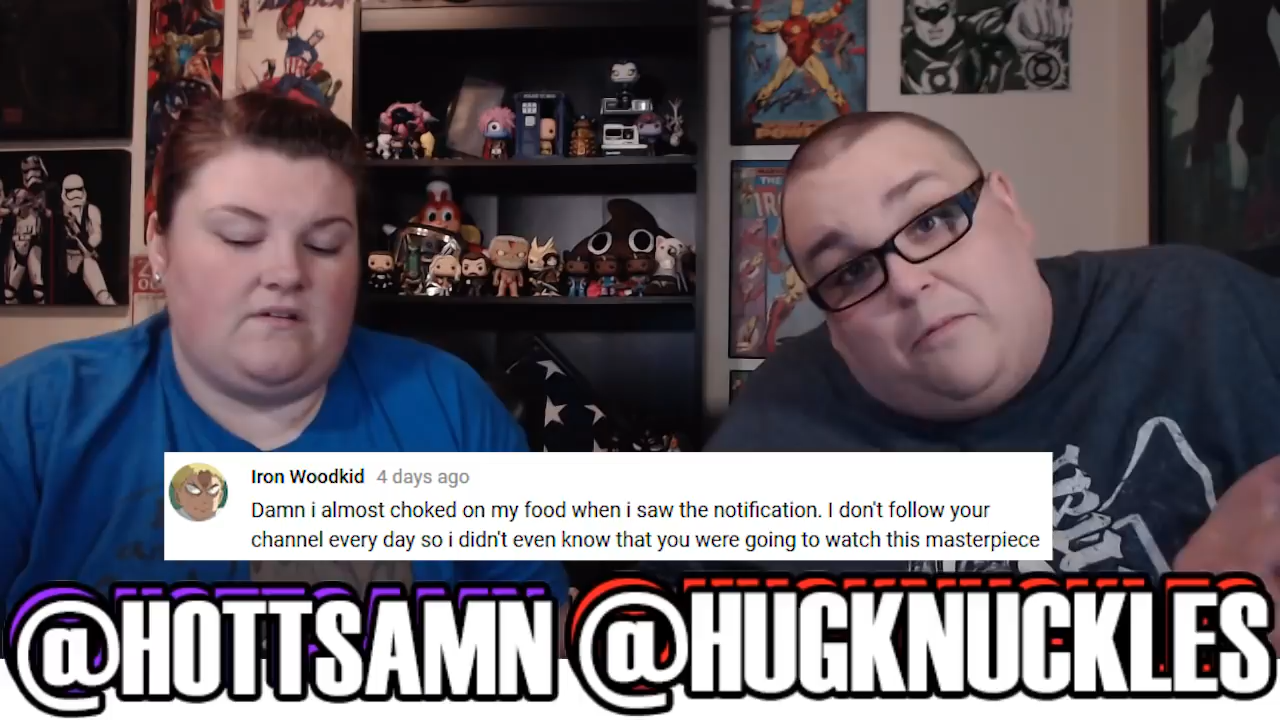 Iron Woodkid 4 days ago
Damn i almost choked on my food when i saw the notification. I don't follow your
channel every day so i didn't even know that you were going to watch this masterpiece
@HOTTSAMN @HUGKNUCKLES